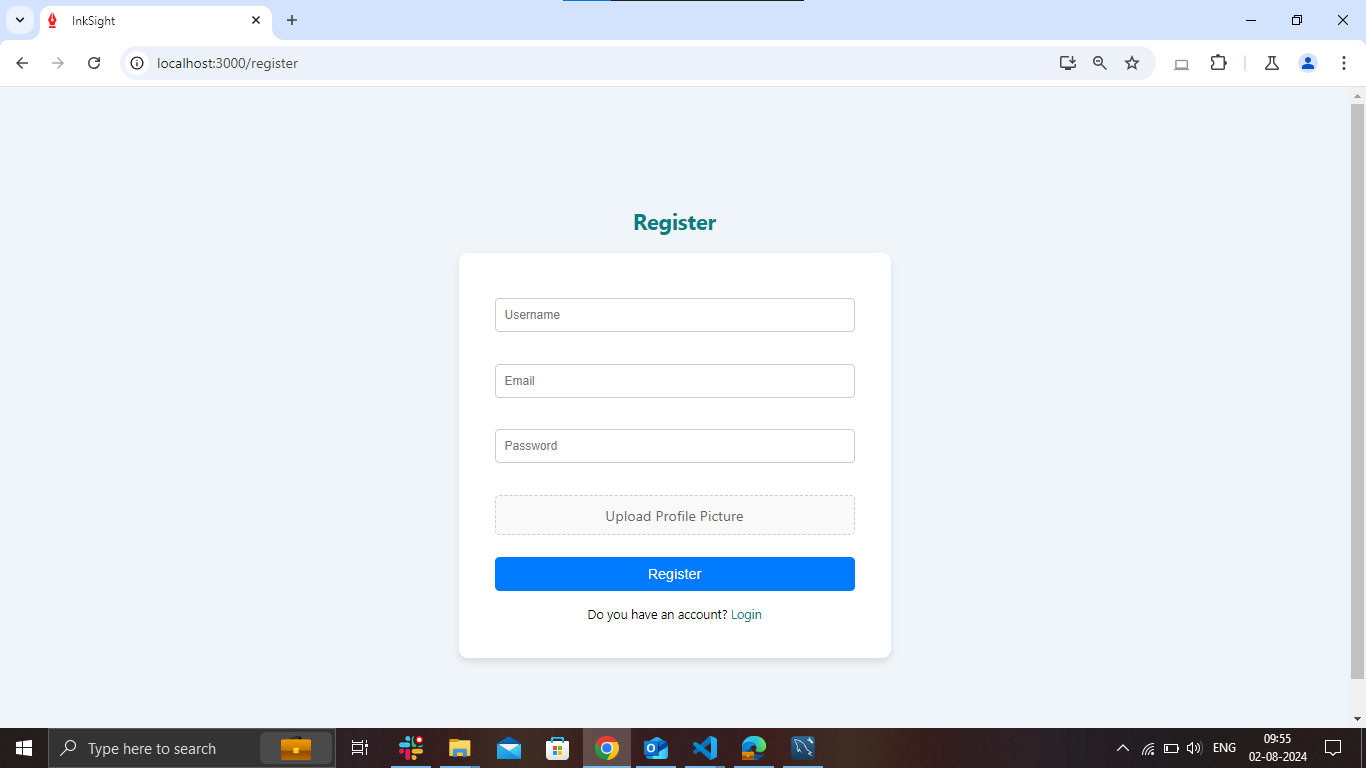 InkSight
localhost:3000/register
Register
Username
Email
Password
Upload Profile Picture
Register
Do you have an account? Login
Type here to search
ENG
09:55
02-08-2024